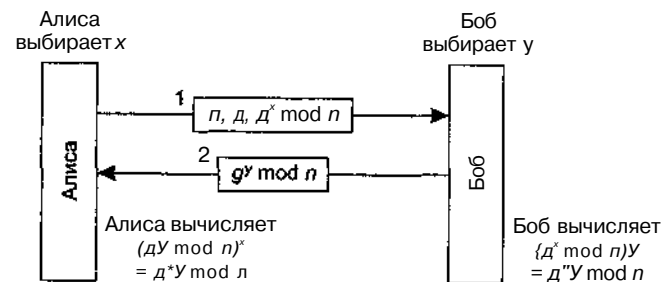 Алиса
выбирает x
Боб
выбирает y
1
п, д, д^x mod n
2
g^y mod n
Алиса
Боб
Алиса вычисляет
(дУ mod n)^x
= д*У mod л
Боб вычисляет
{д^x mod п)У
= д"У mod n